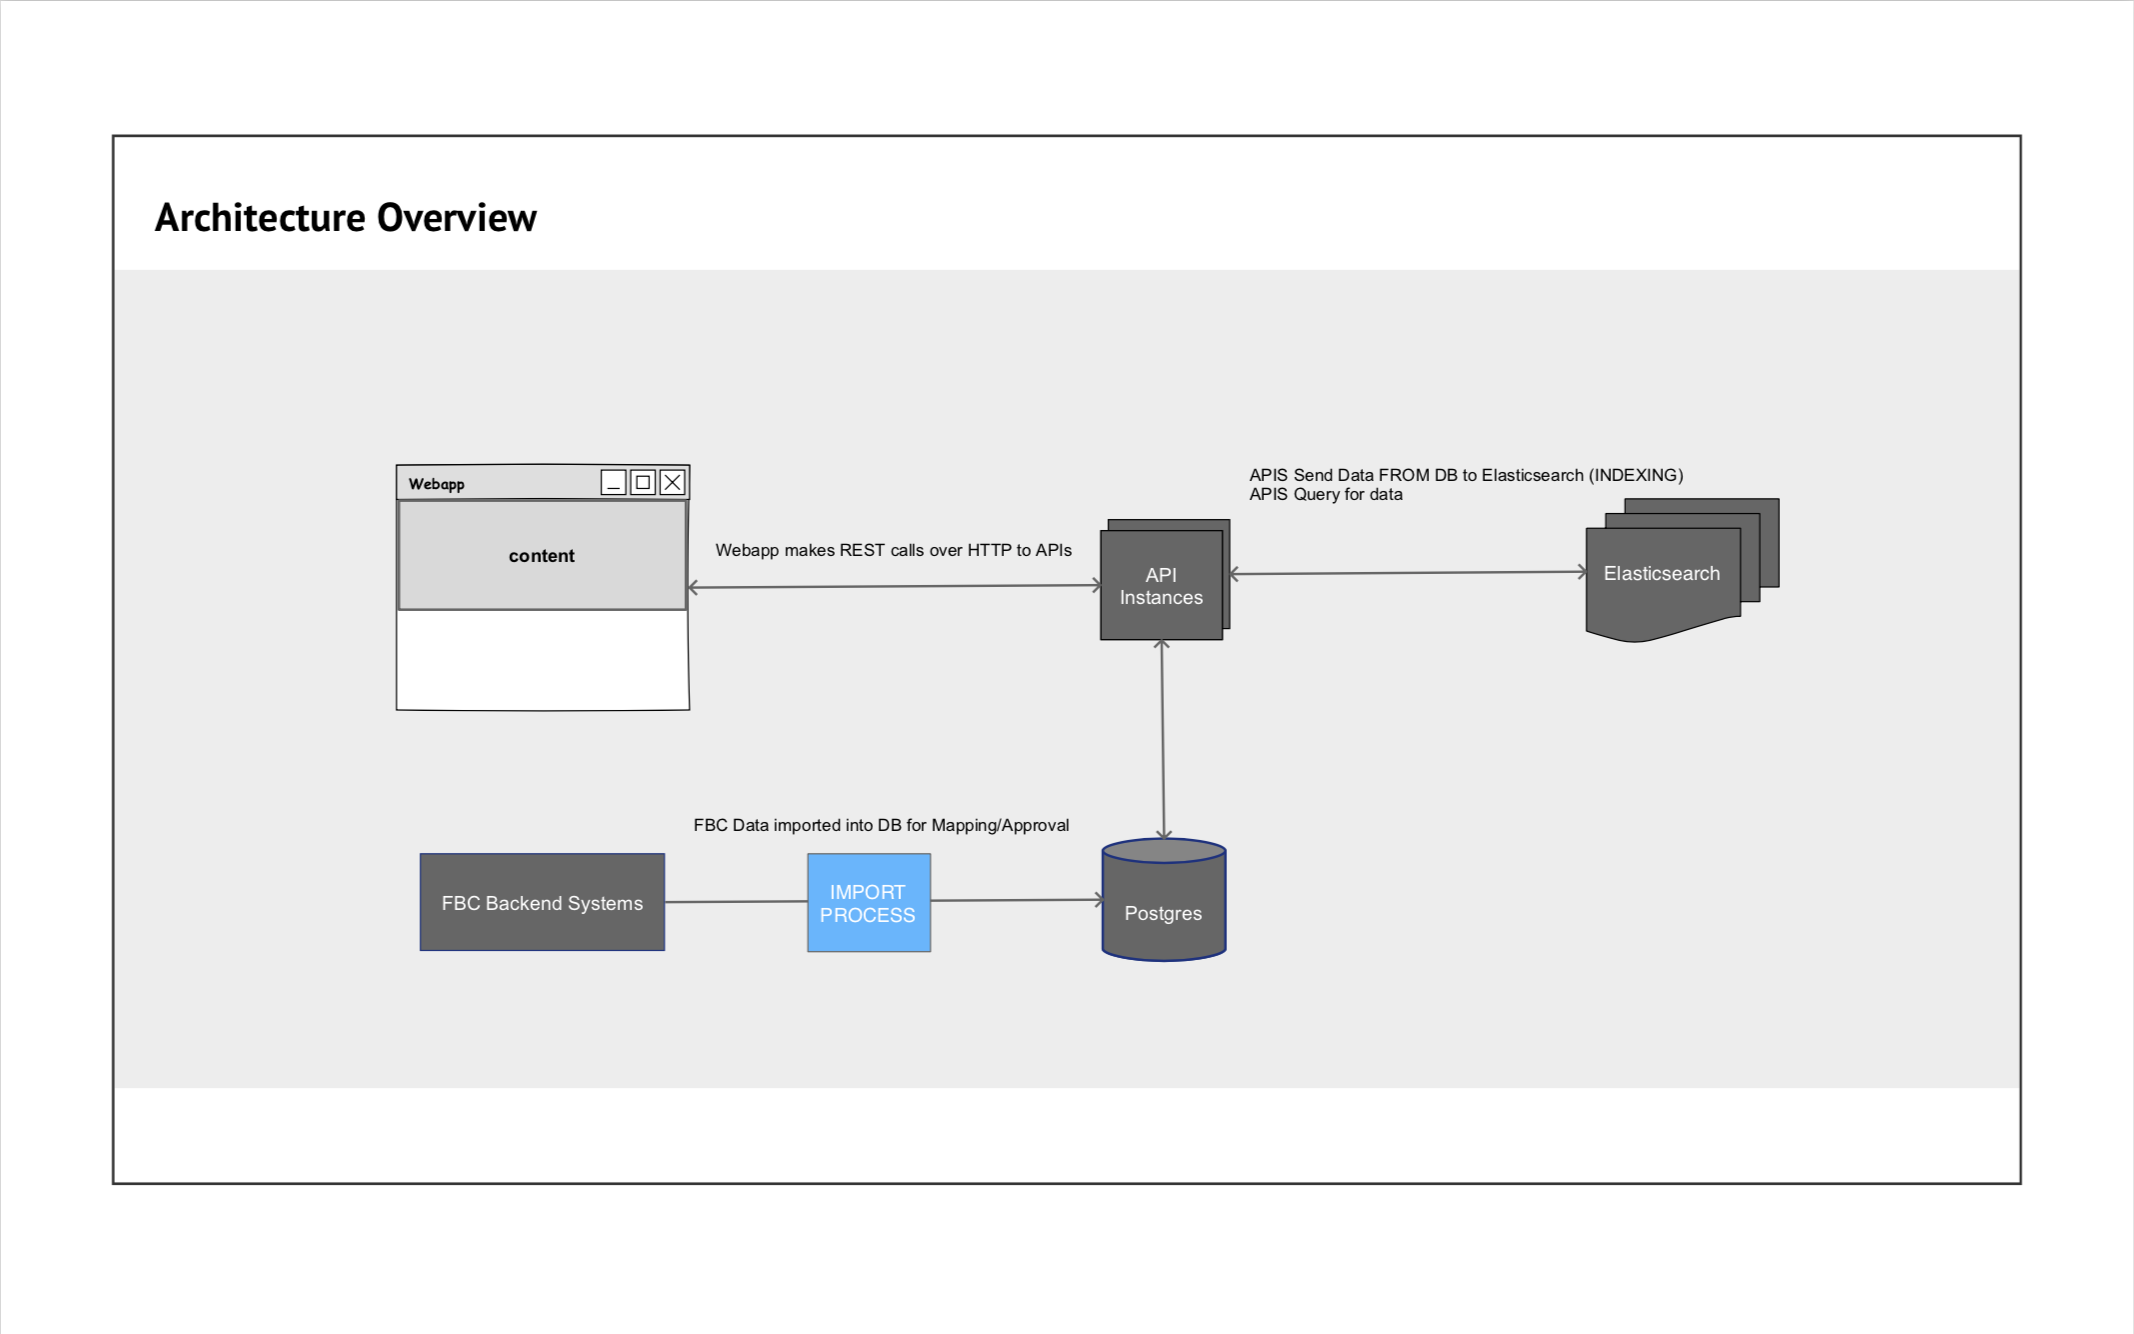 Architecture Overview
Webapp
content
Webapp makes REST calls over HTTP to APIs
API
Instances
APIS Send Data FROM DB to Elasticsearch (INDEXING)
APIS Query for data
Elasticsearch
FBC Data imported into DB for Mapping/Approval
FBC Backend Systems
IMPORT
PROCESS
Postgres